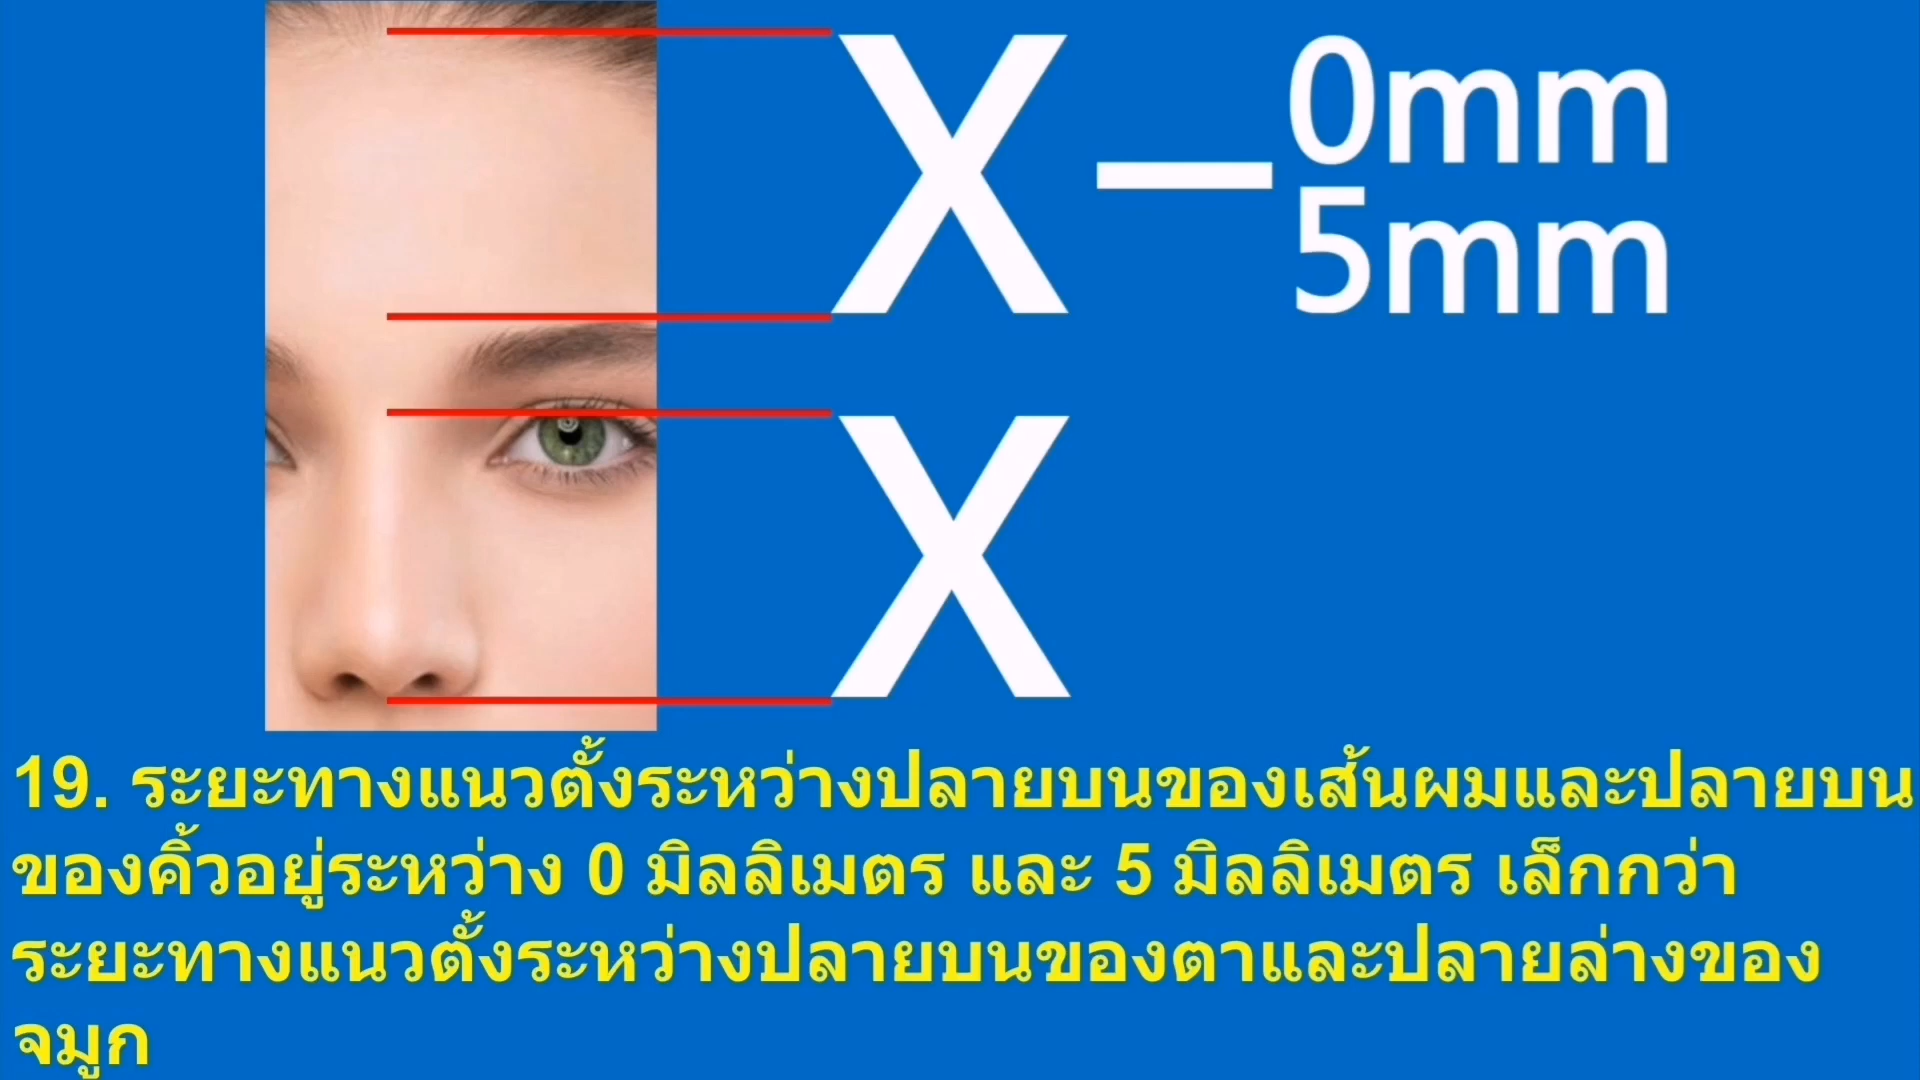 X
0mm
5mm
X
19. ระยะทางแนวตั้งระหว่างปลายบนของเส้นผมและปลายบน
ของคิ้วอยู่ระหว่าง 0 มิลลิเมตร และ 5 มิลลิเมตร เล็กกว่า
ระยะทางแนวตั้งระหว่างปลายบนของตาและปลายล่างของ
จมูก